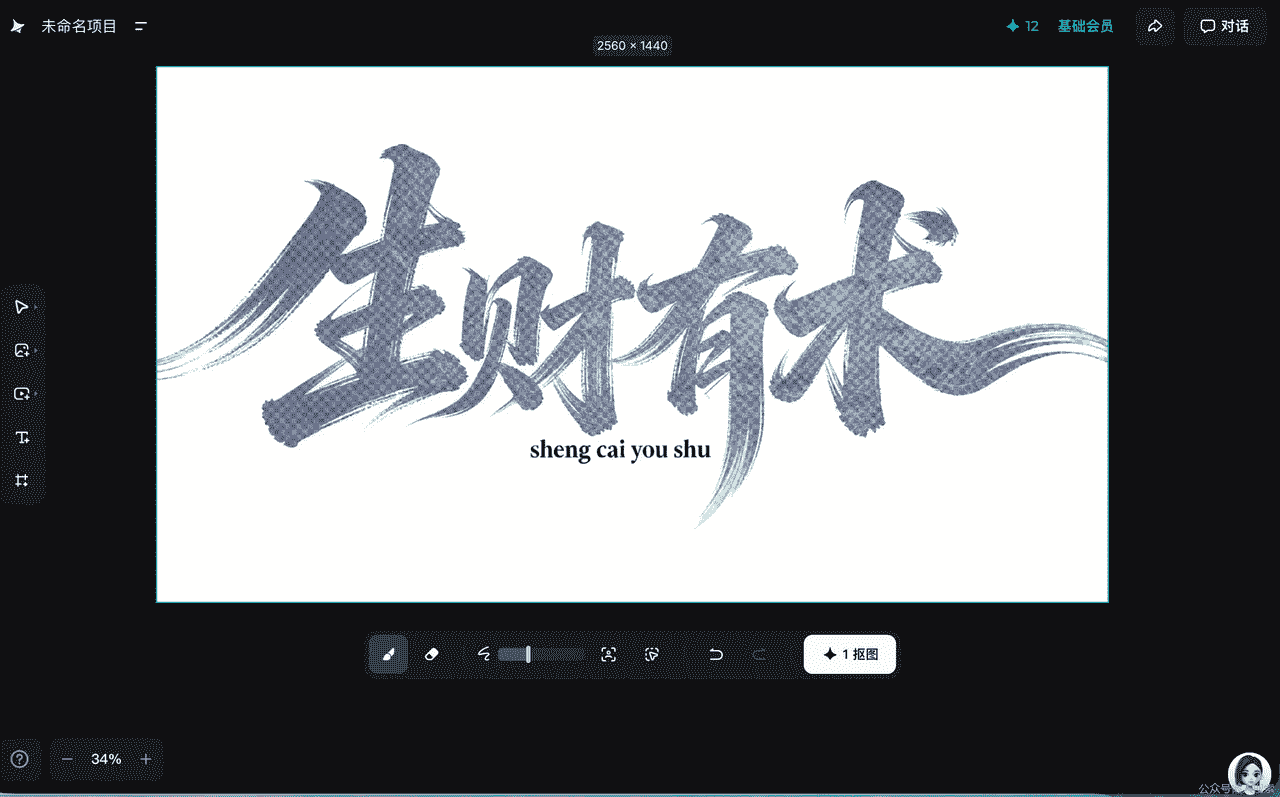 未命名项目
12 基础会员
对话
2560 × 1440
生财有术
sheng cai you shu
1 抠图
34%
公众号